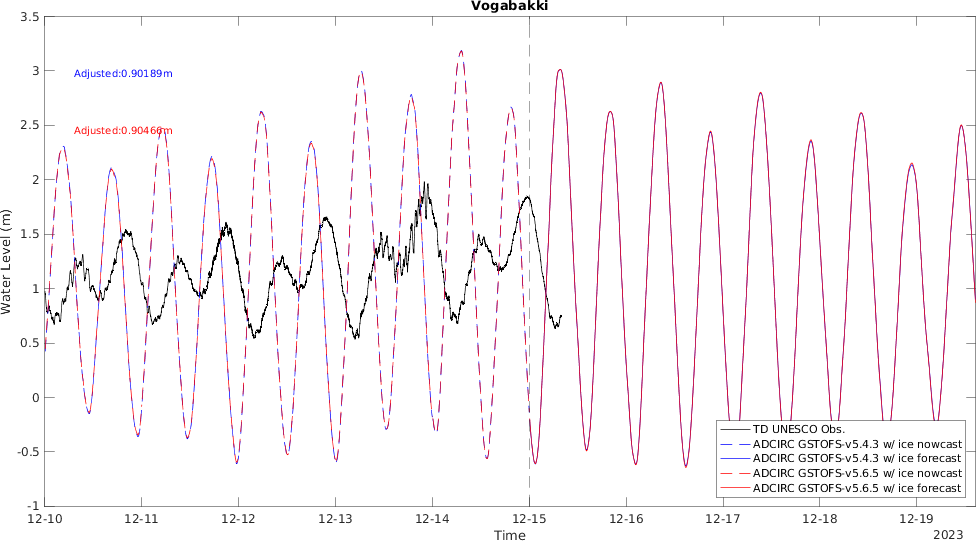 Vogabakki
3.5
3
2.5
2
1.5
1
0.5
0
-0.5
-1
Water Level (m)
Adjusted:0.90189m
Adjusted:0.90466m
TD UNESCO Obs.
ADCIRC GSTOFS-v5.4.3 w/ ice nowcast
ADCIRC GSTOFS-v5.4.3 w/ ice forecast
ADCIRC GSTOFS-v5.6.5 w/ ice nowcast
ADCIRC GSTOFS-v5.6.5 w/ ice forecast
12-10 12-11 12-12 12-13 12-14 12-15 12-16 12-17 12-18 12-19
Time
2023